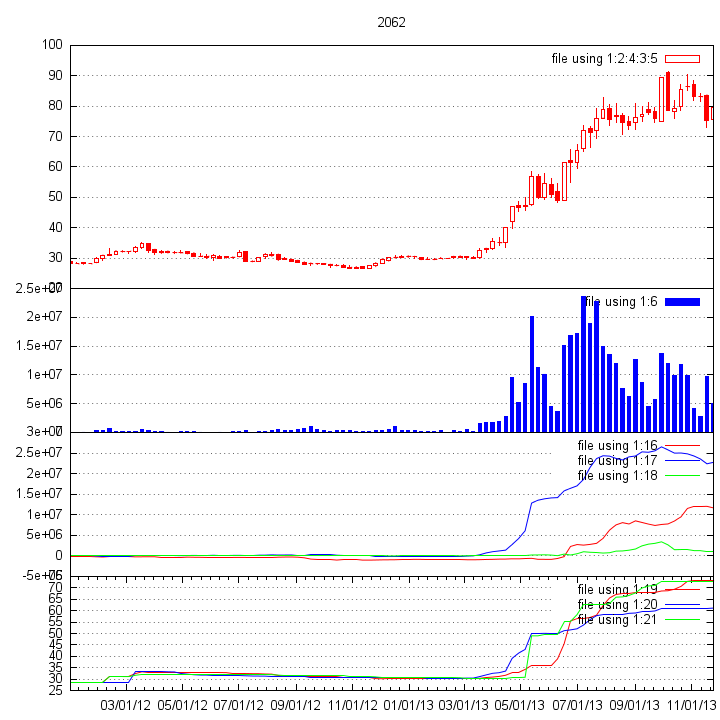 2062
100
file using 1:2:4:3:5
90
80
70
60
50
40
30
20
2.5e+07
file using 1:6
2e+07
1.5e+07
1e+07
5e+06
3e+07
file using 1:16
2.5e+07
file using 1:17
2e+07
file using 1:18
1.5e+07
1e+07
5e+06
0
-5e+06
70
file using 1:19
65
60
file using 1:20
55
file using 1:21
50
45
40
35
30
25
03/01/12 05/01/12 07/01/12 09/01/12 11/01/12 01/01/13 03/01/13 05/01/13 07/01/13 09/01/13 11/01/13